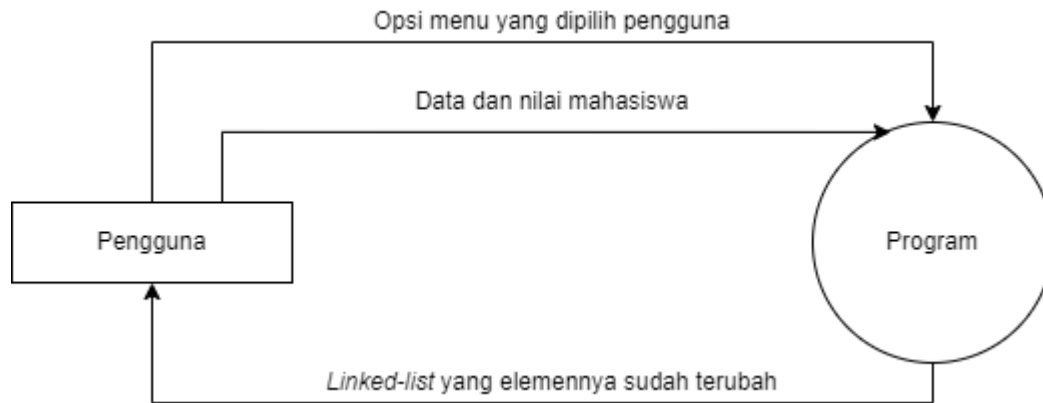 Opsi menu yang dipilih pengguna
Data dan nilai mahasiswa
Pengguna
Program
Linked-list yang elemennya sudah terubah